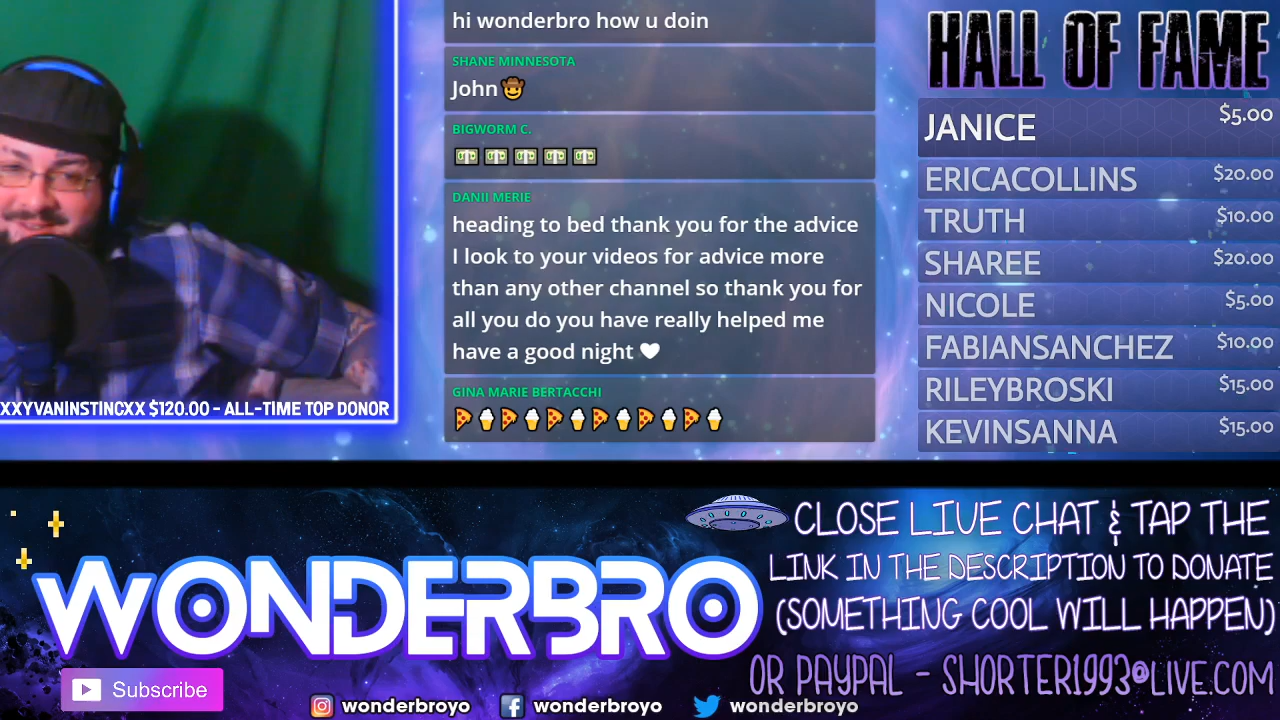 hi wonderbro how u doin
SHANE MINNESOTA
John
BIGWORM C.
DANII MERIE
heading to bed thank you for the advice
I look to your videos for advice more
than any other channel so thank you for
all you do you have really helped me
have a good night
GINA MARIE BERTACCHI
XXYVANINSTINCXX $120.00 - ALL-TIME TOP DONOR
HALL OF FAME
JANICE $5.00
ERICACOLLINS $20.00
TRUTH $10.00
SHAREE $20.00
NICOLE $5.00
FABIANSANCHEZ $10.00
RILEYBROSKI $15.00
KEVINSANNA $15.00
WONDERBRO
Subscribe
wonderbroyo wonderbroyo wonderbroyo
CLOSE LIVE CHAT & TAP THE
LINK IN THE DESCRIPTION TO DONATE
(SOMETHING COOL WILL HAPPEN)
OR PAYPAL - SHORTER1993@LIVE.COM